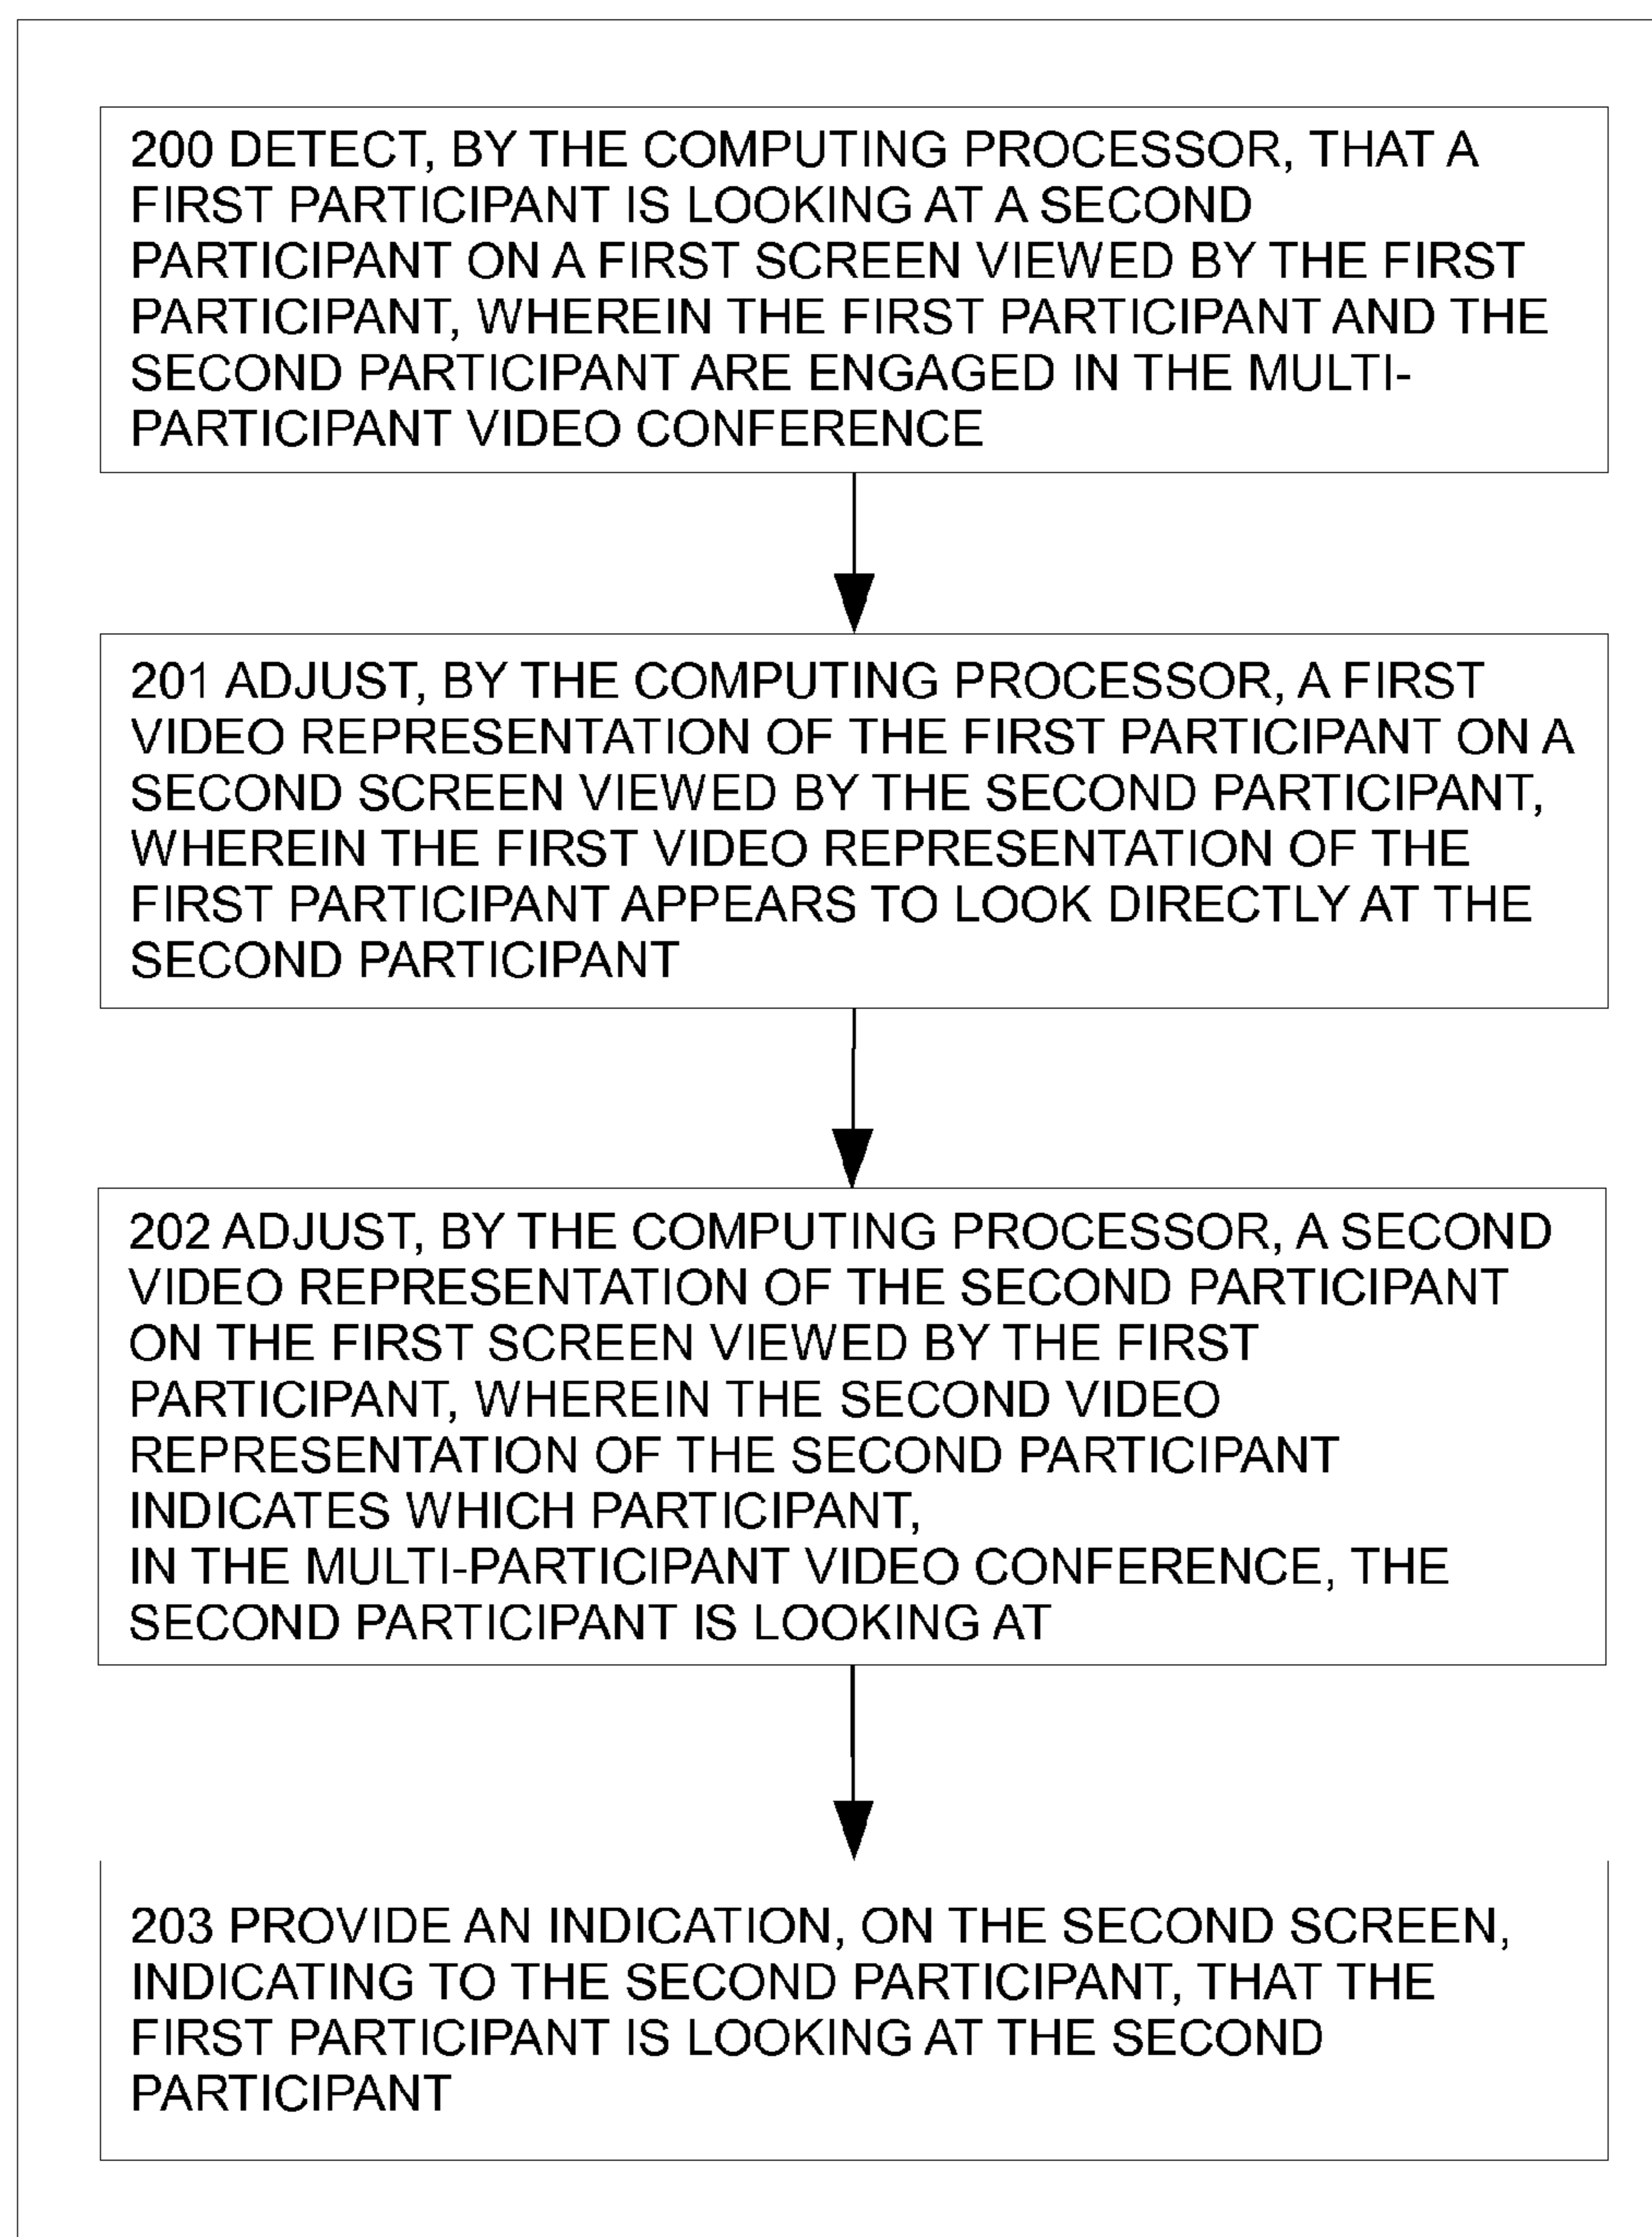 200 DETECT, BY THE COMPUTING PROCESSOR, THAT A
FIRST PARTICIPANT IS LOOKING AT A SECOND
PARTICIPANT ON A FIRST SCREEN VIEWED BY THE FIRST
PARTICIPANT, WHEREIN THE FIRST PARTICIPANT AND THE
SECOND PARTICIPANT ARE ENGAGED IN THE MULTI-
PARTICIPANT VIDEO CONFERENCE
201 ADJUST, BY THE COMPUTING PROCESSOR, A FIRST
VIDEO REPRESENTATION OF THE FIRST PARTICIPANT ON A
SECOND SCREEN VIEWED BY THE SECOND PARTICIPANT,
WHEREIN THE FIRST VIDEO REPRESENTATION OF THE
FIRST PARTICIPANT APPEARS TO LOOK DIRECTLY AT THE
SECOND PARTICIPANT
202 ADJUST, BY THE COMPUTING PROCESSOR, A SECOND
VIDEO REPRESENTATION OF THE SECOND PARTICIPANT
ON THE FIRST SCREEN VIEWED BY THE FIRST
PARTICIPANT, WHEREIN THE SECOND VIDEO
REPRESENTATION OF THE SECOND PARTICIPANT
INDICATES WHICH PARTICIPANT,
IN THE MULTI-PARTICIPANT VIDEO CONFERENCE, THE
SECOND PARTICIPANT IS LOOKING AT
203 PROVIDE AN INDICATION, ON THE SECOND SCREEN,
INDICATING TO THE SECOND PARTICIPANT, THAT THE
FIRST PARTICIPANT IS LOOKING AT THE SECOND
PARTICIPANT